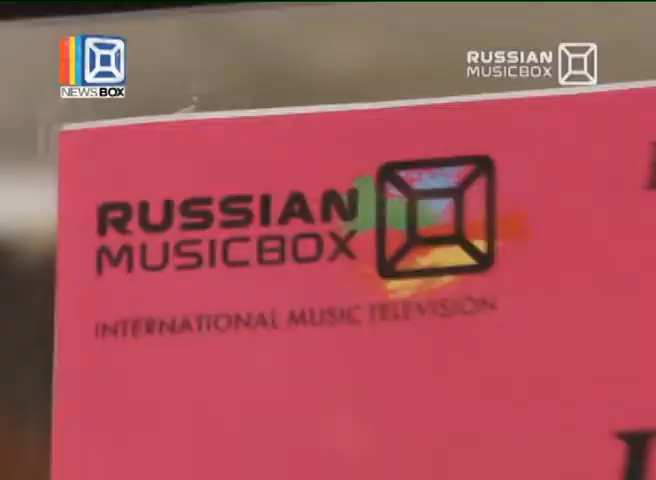 NEWSBOX
RUSSIAN
MUSICBOX
RUSSIAN
MUSICBOX
INTERNATIONAL MUSIC TELEVISION